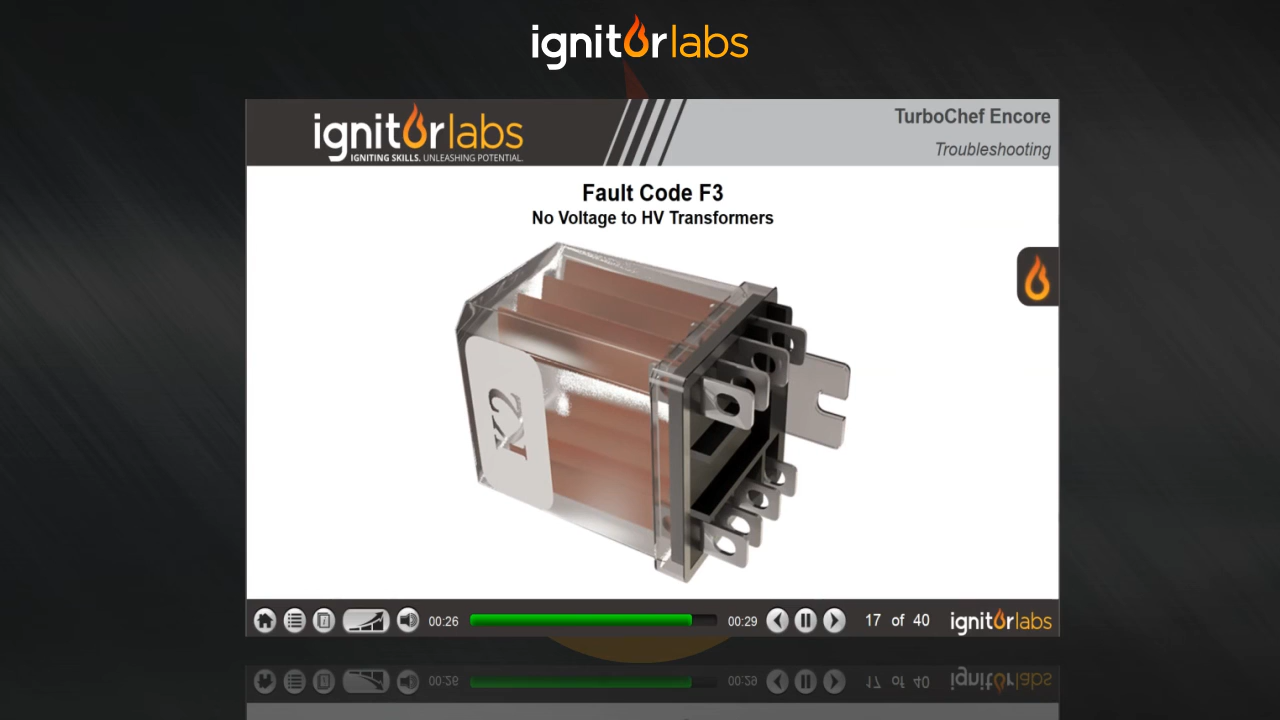 ignitorlabs
ignitorlabs
IGNITING SKILLS. UNLEASHING POTENTIAL.
TurboChef Encore
Troubleshooting
Fault Code F3
No Voltage to HV Transformers
K2
00:26
00:29
17 of 40
ignitorlabs